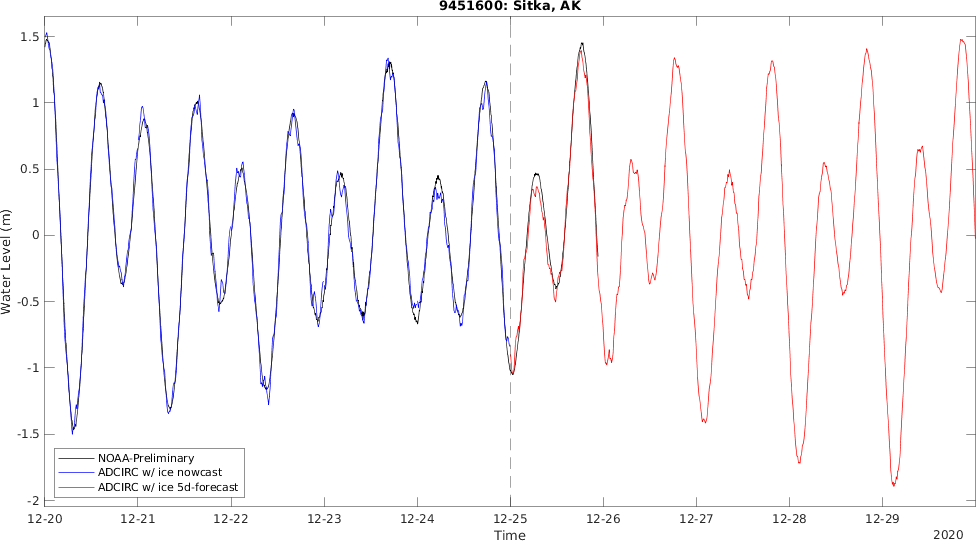 9451600: Sitka, AK
1.5
1
0.5
0
-0.5
-1
-1.5
-2
Water Level (m)
NOAA-Preliminary
ADCIRC w/ ice nowcast
ADCIRC w/ ice 5d-forecast
12-20 12-21 12-22 12-23 12-24 12-25 12-26 12-27 12-28 12-29
Time
2020